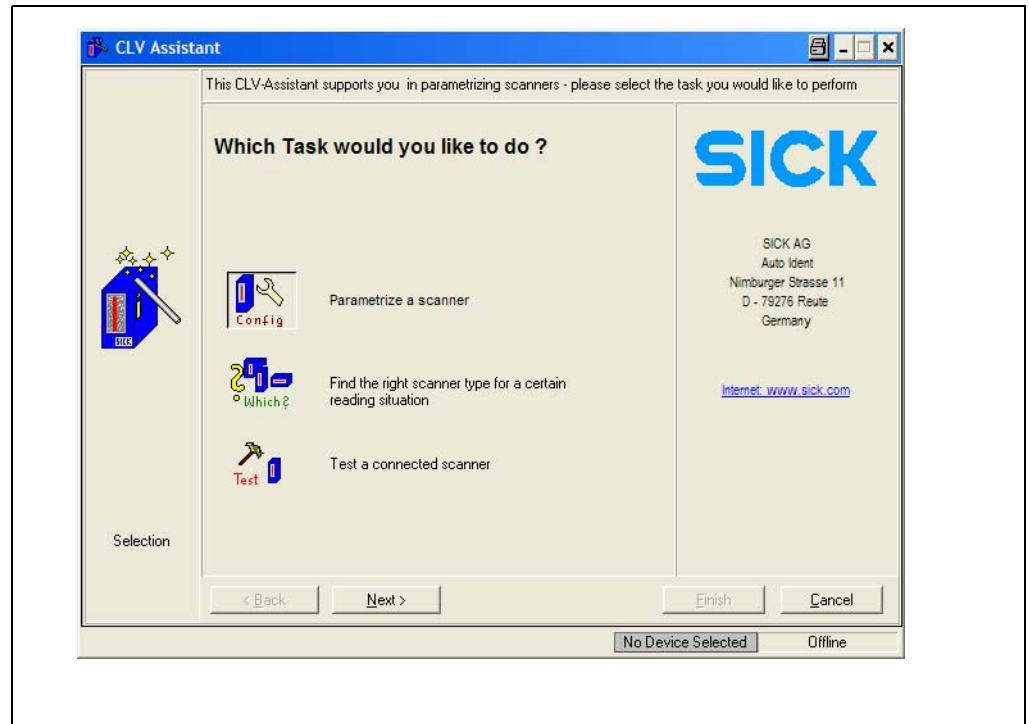 CLV Assistant
This CLV-Assistant supports you in parametrizing scanners - please select the task you would like to perform
Which Task would you like to do ?
SICK
SICK AG
Auto Ident
Nimburger Strasse 11
D - 79276 Reute
Germany
Internet: www.sick.com
SICK
Config
Parametrize a scanner
Which?
Find the right scanner type for a certain
reading situation
Test
Test a connected scanner
Selection
< Back
Next >
Finish
Cancel
No Device Selected
Offline